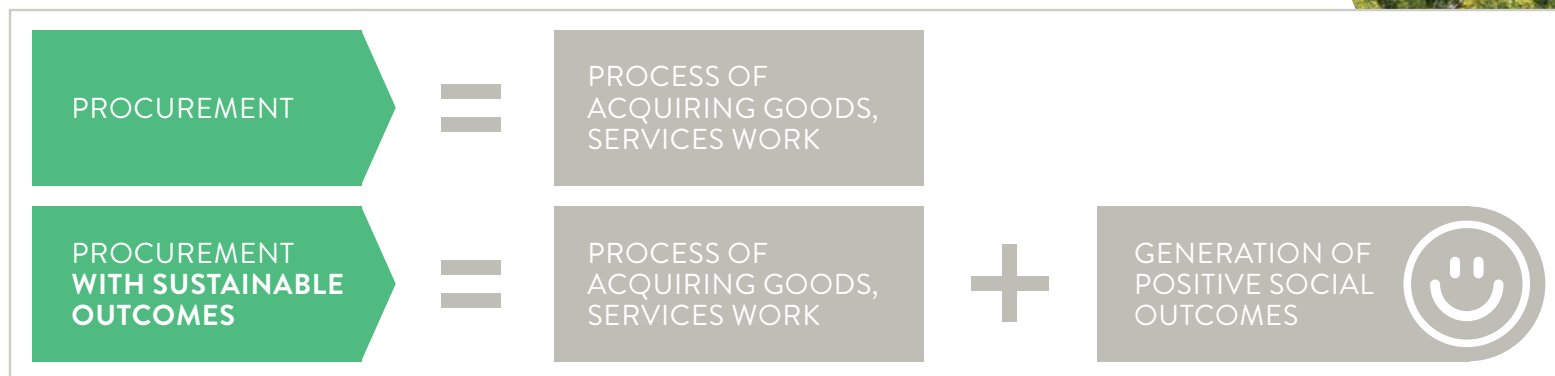 PROCUREMENT
=
PROCESS OF
ACQUIRING GOODS,
SERVICES WORK
PROCUREMENT
WITH SUSTAINABLE
OUTCOMES
=
PROCESS OF
ACQUIRING GOODS,
SERVICES WORK
+
GENERATION OF
POSITIVE SOCIAL
OUTCOMES